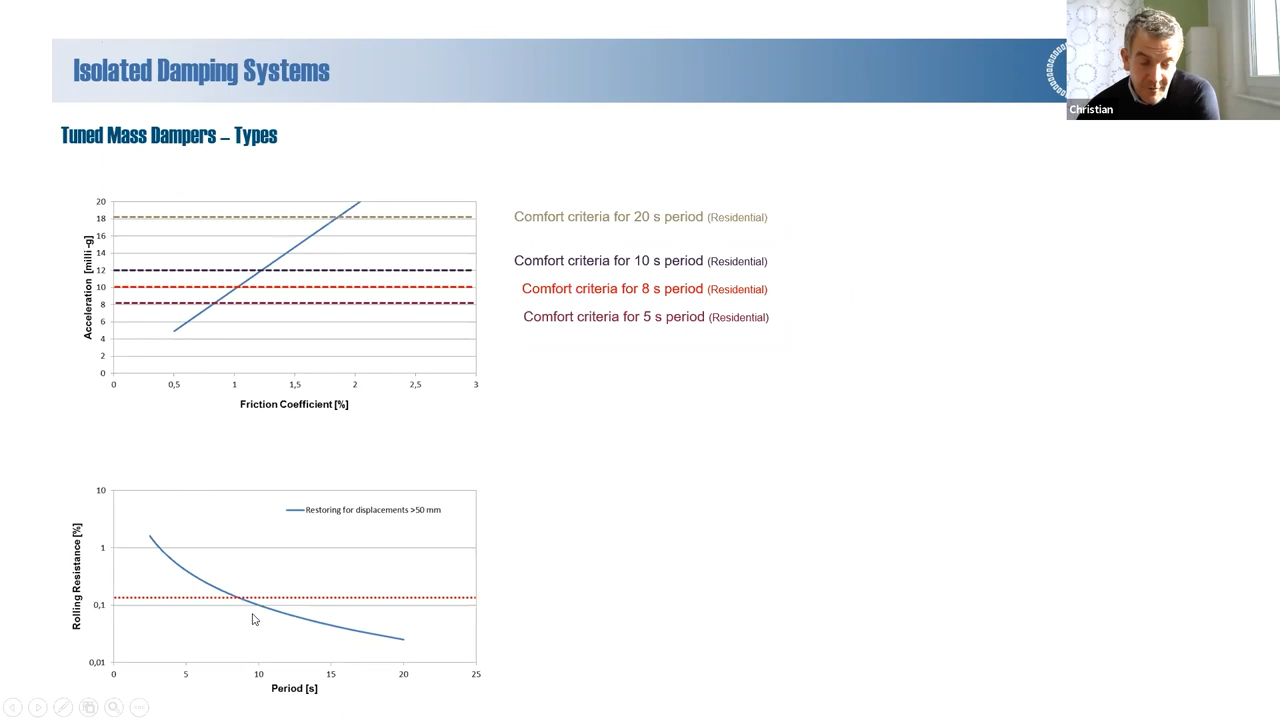 Isolated Damping Systems
Christian
Tuned Mass Dampers – Types
20
18
16
14
12
10
8
6
4
2
0
Acceleration [milli -g]
0
0,5
1
1,5
2
2,5
3
Friction Coefficient [%]
Comfort criteria for 20 s period (Residential)
Comfort criteria for 10 s period (Residential)
Comfort criteria for 8 s period (Residential)
Comfort criteria for 5 s period (Residential)
10
1
0,1
0,01
Rolling Resistance [%]
Restoring for displacements >50 mm
0
5
10
15
20
25
Period [s]